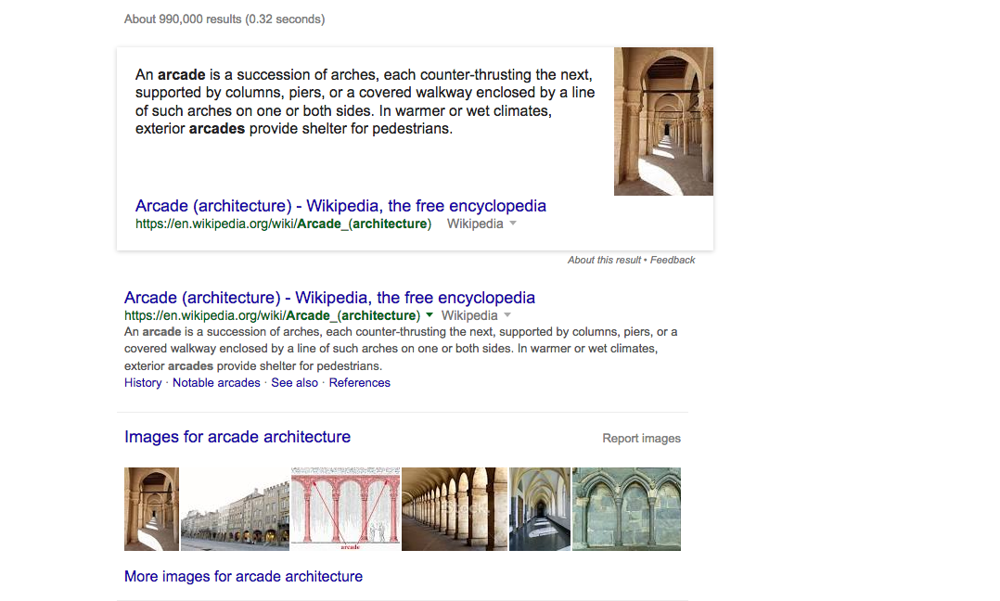 About 990,000 results (0.32 seconds)
An arcade is a succession of arches, each counter-thrusting the next,
supported by columns, piers, or a covered walkway enclosed by a line
of such arches on one or both sides. In warmer or wet climates,
exterior arcades provide shelter for pedestrians.
Arcade (architecture) - Wikipedia, the free encyclopedia
https://en.wikipedia.org/wiki/Arcade_(architecture) Wikipedia
About this result • Feedback
Arcade (architecture) - Wikipedia, the free encyclopedia
https://en.wikipedia.org/wiki/Arcade_(architecture) Wikipedia
An arcade is a succession of arches, each counter-thrusting the next, supported by columns, piers, or a
covered walkway enclosed by a line of such arches on one or both sides. In warmer or wet climates,
exterior arcades provide shelter for pedestrians.
History · Notable arcades · See also · References
Images for arcade architecture Report images
arcade
More images for arcade architecture